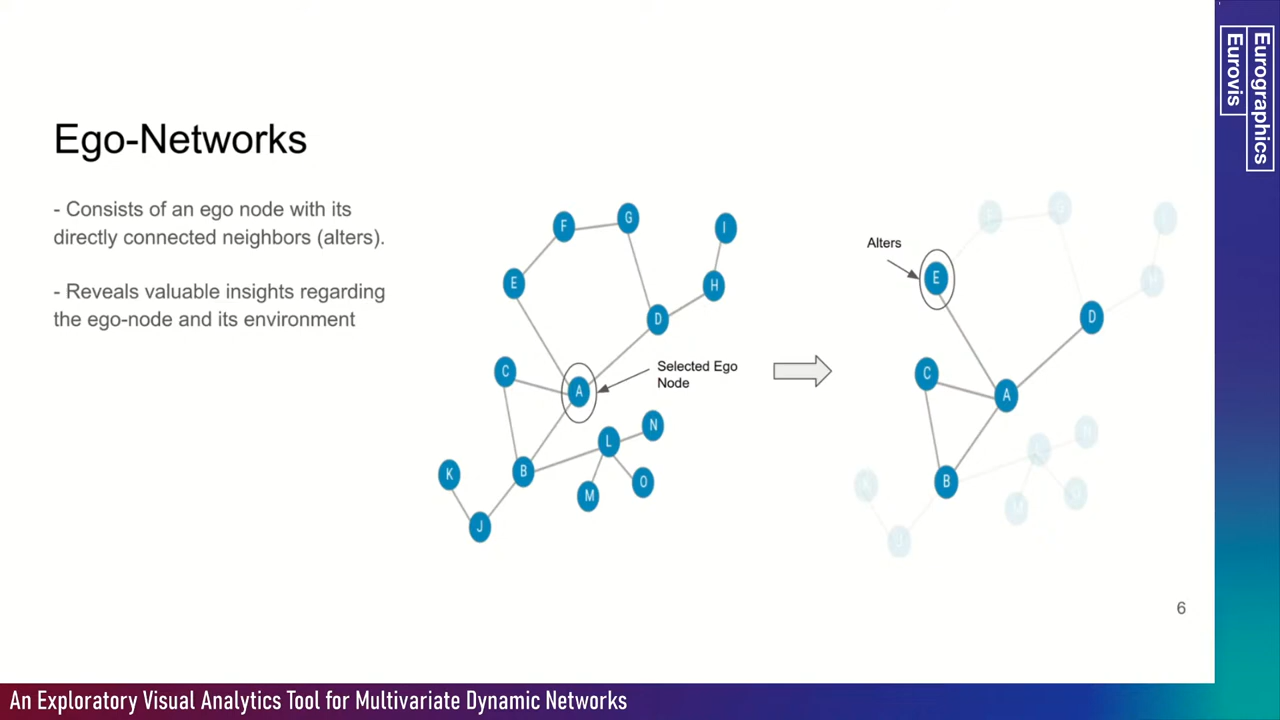 Ego-Networks
- Consists of an ego node with its
directly connected neighbors (alters).
- Reveals valuable insights regarding
the ego-node and its environment
F
G
I
E
H
D
C
A
Selected Ego
Node
N
L
K
B
O
M
J
Alters
E
D
C
A
B
6
Eurographics
Eurovis
An Exploratory Visual Analytics Tool for Multivariate Dynamic Networks